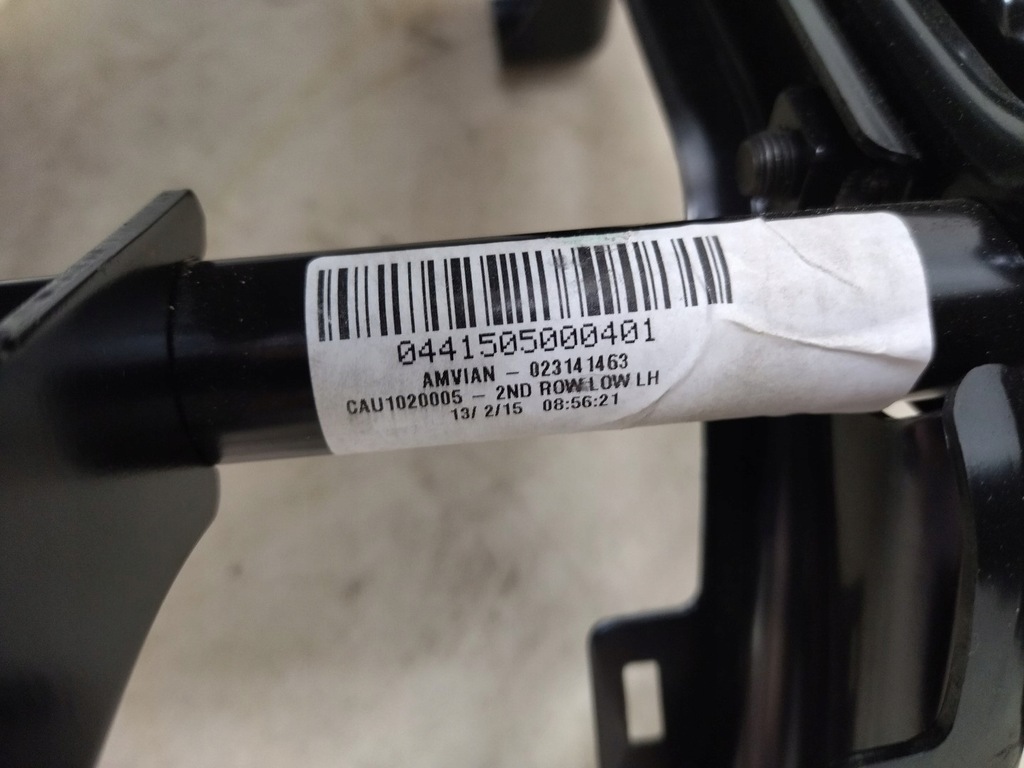 0441505000401
AMVIAN - 023141463
CAU1020005 - 2ND ROW LOW LH
13/ 2/15 08:56:21